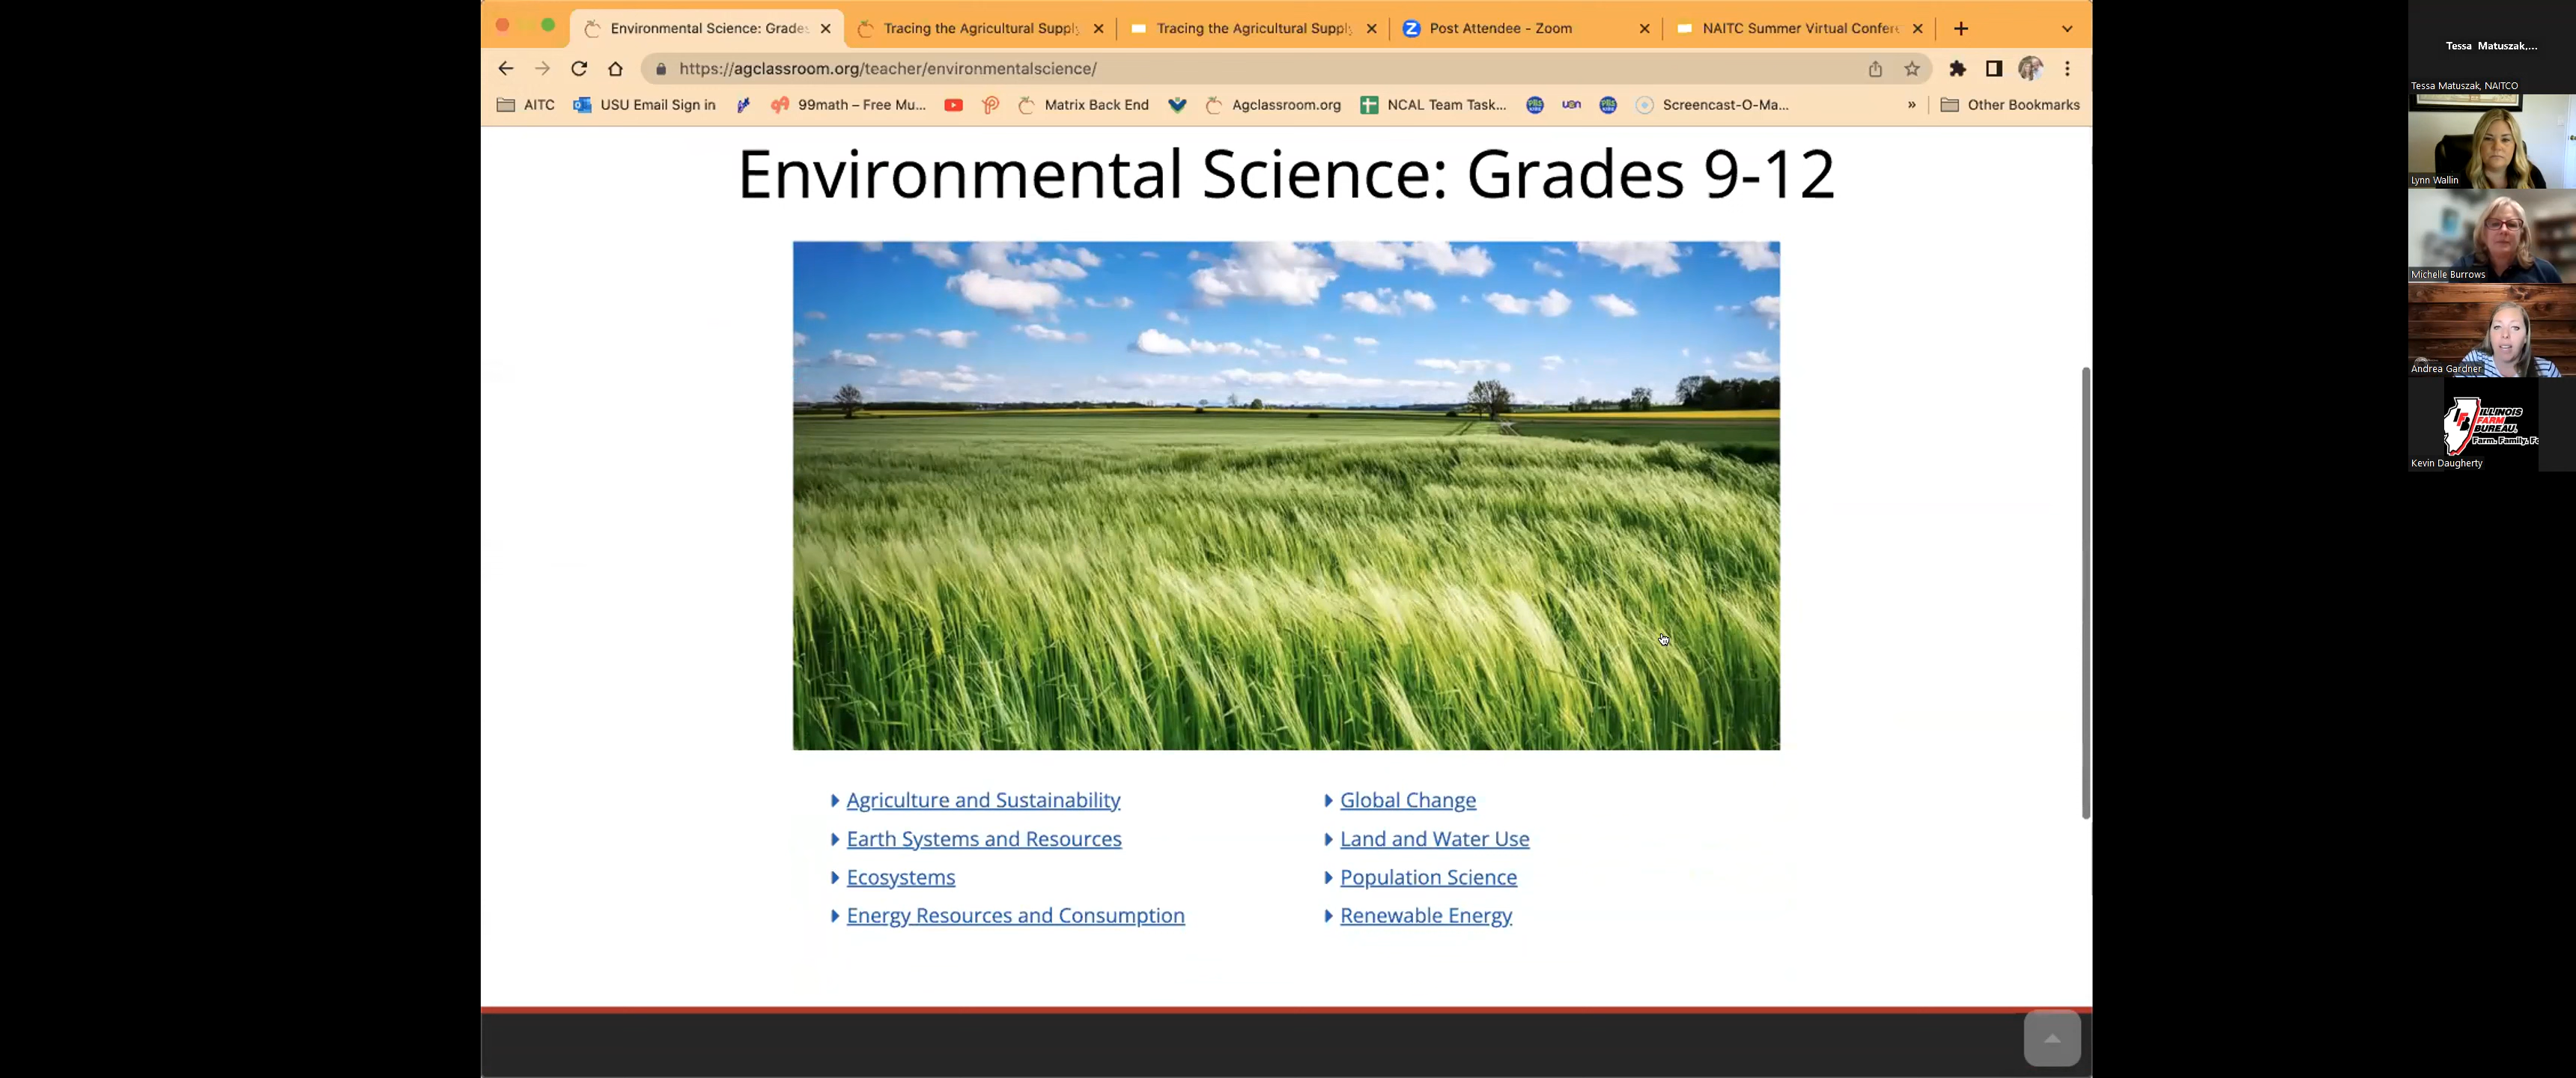 Environmental Science: Grades
Tracing the Agricultural Suppl
Tracing the Agricultural Suppl
Post Attendee - Zoom
NAITC Summer Virtual Confer
https://agclassroom.org/teacher/environmentalscience/
AITC
USU Email Sign in
99math – Free Mu...
Matrix Back End
Agclassroom.org
NCAL Team Task...
Screencast-O-Ma...
»
Other Bookmarks
Environmental Science: Grades 9-12
Agriculture and Sustainability
Earth Systems and Resources
Ecosystems
Energy Resources and Consumption
Global Change
Land and Water Use
Population Science
Renewable Energy
Tessa Matuszak,...
Tessa Matuszak, NAITCO
Lynn Wallin
Michelle Burrows
Andrea Gardner
ILLINOIS
FARM
BUREAU.
Farm. Family. Fo
Kevin Daugherty